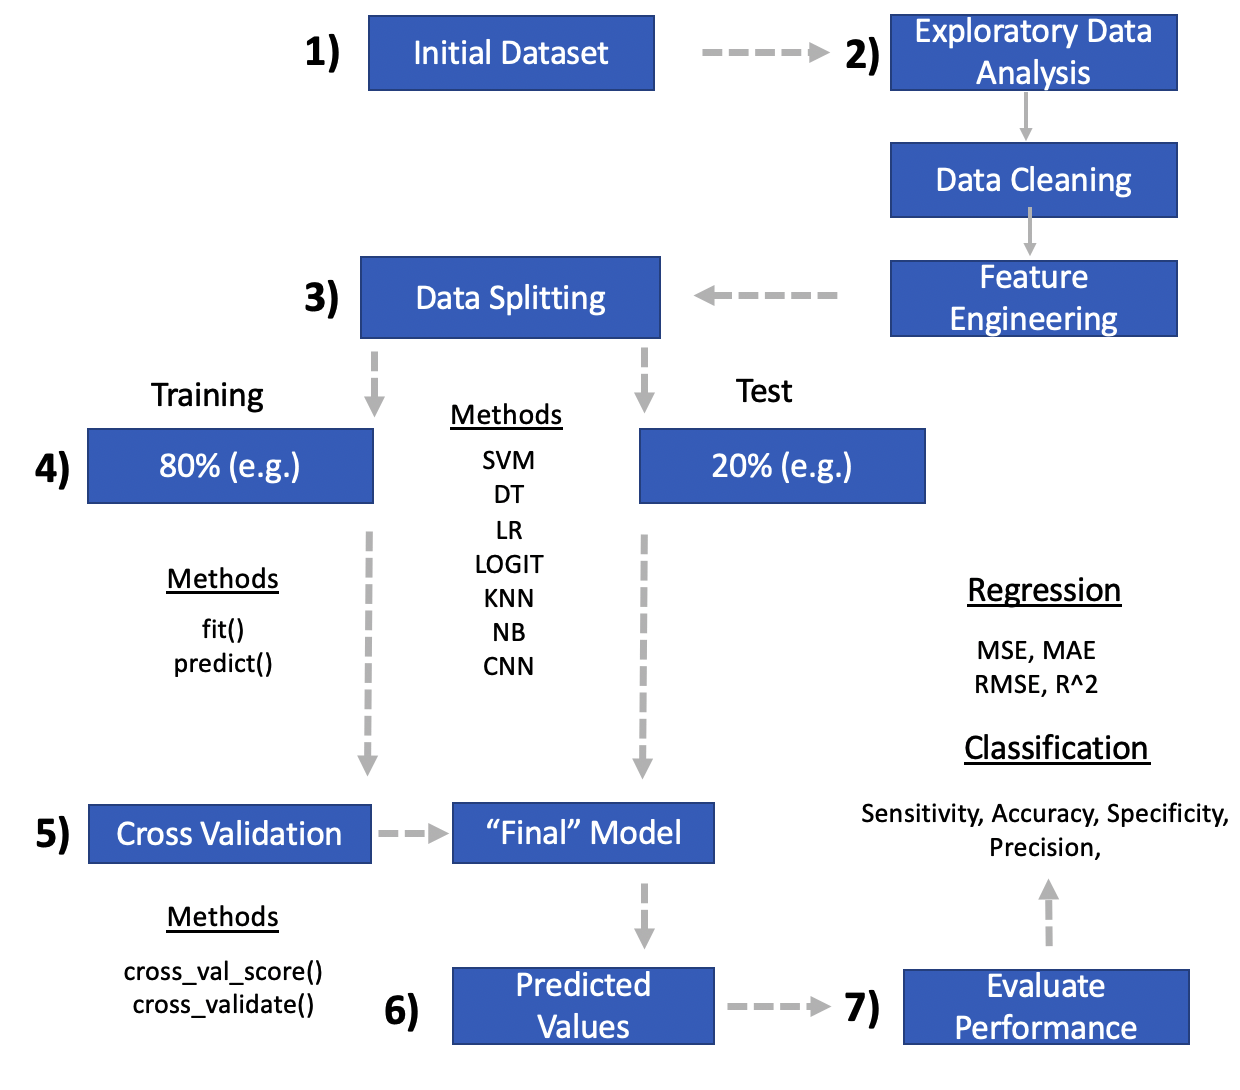 1)
Initial Dataset
2)
Exploratory Data
Analysis
Data Cleaning
Feature
Engineering
3)
Data Splitting
Training
Test
4)
80% (e.g.)
20% (e.g.)
Methods
SVM
DT
LR
LOGIT
KNN
NB
CNN
Methods
fit()
predict()
Regression
MSE, MAE
RMSE, R^2
Classification
Sensitivity, Accuracy, Specificity,
Precision,
5)
Cross Validation
“Final” Model
Methods
cross_val_score()
cross_validate()
6)
Predicted
Values
7)
Evaluate
Performance